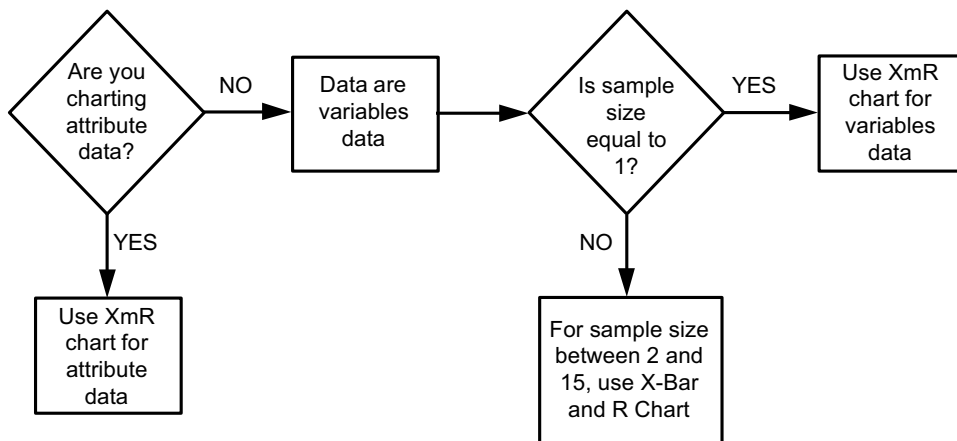 Are you
charting
attribute
data?
NO
Data are
variables
data
Is sample
size
equal to
1?
YES
Use XmR
chart for
variables
data
YES
Use XmR
chart for
attribute
data
NO
For sample size
between 2 and
15, use X-Bar
and R Chart